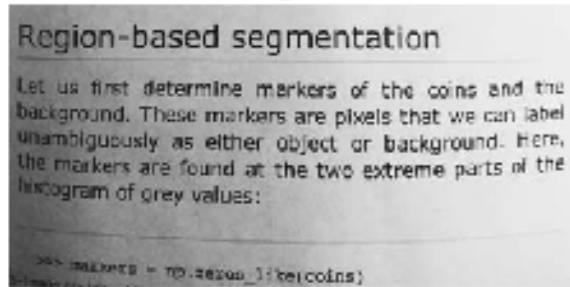 Region-based segmentation
Let us first determine markers of the coins and the
background. These markers are pixels that we can label
unambiguously as either object or background. Here,
the markers are found at the two extreme parts of the
histogram of grey values:
>>> markers = np.zeros_like(coins)